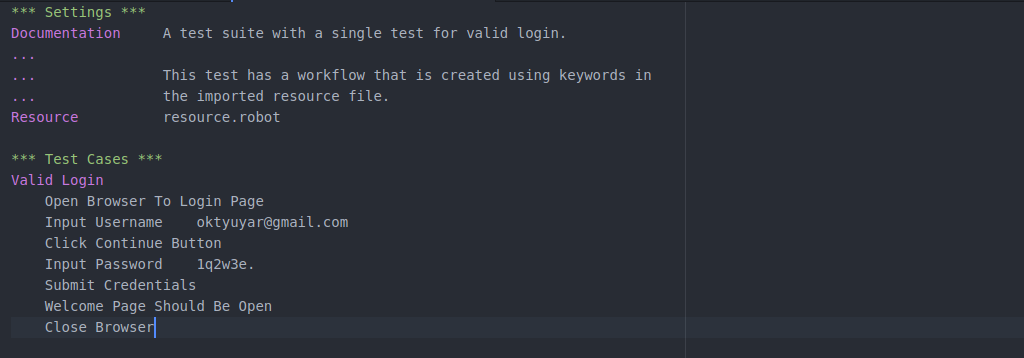 *** Settings ***
Documentation     A test suite with a single test for valid login.
...
...               This test has a workflow that is created using keywords in
...               the imported resource file.
Resource          resource.robot

*** Test Cases ***
Valid Login
    Open Browser To Login Page
    Input Username    oktyuyar@gmail.com
    Click Continue Button
    Input Password    1q2w3e.
    Submit Credentials
    Welcome Page Should Be Open
    Close Browser